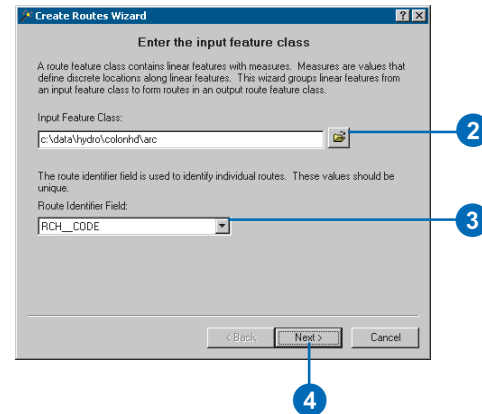 Create Routes Wizard
Enter the input feature class
A route feature class contains linear features with measures. Measures are values that
define discrete locations along linear features. This wizard groups linear features from
an input feature class to form routes in an output route feature class.
Input Feature Class:
c:\data\hydro\colonhd\arc
2
The route identifier field is used to identify individual routes. These values should be
unique.
Route Identifier Field:
RCH__CODE
3
< Back
Next >
Cancel
4